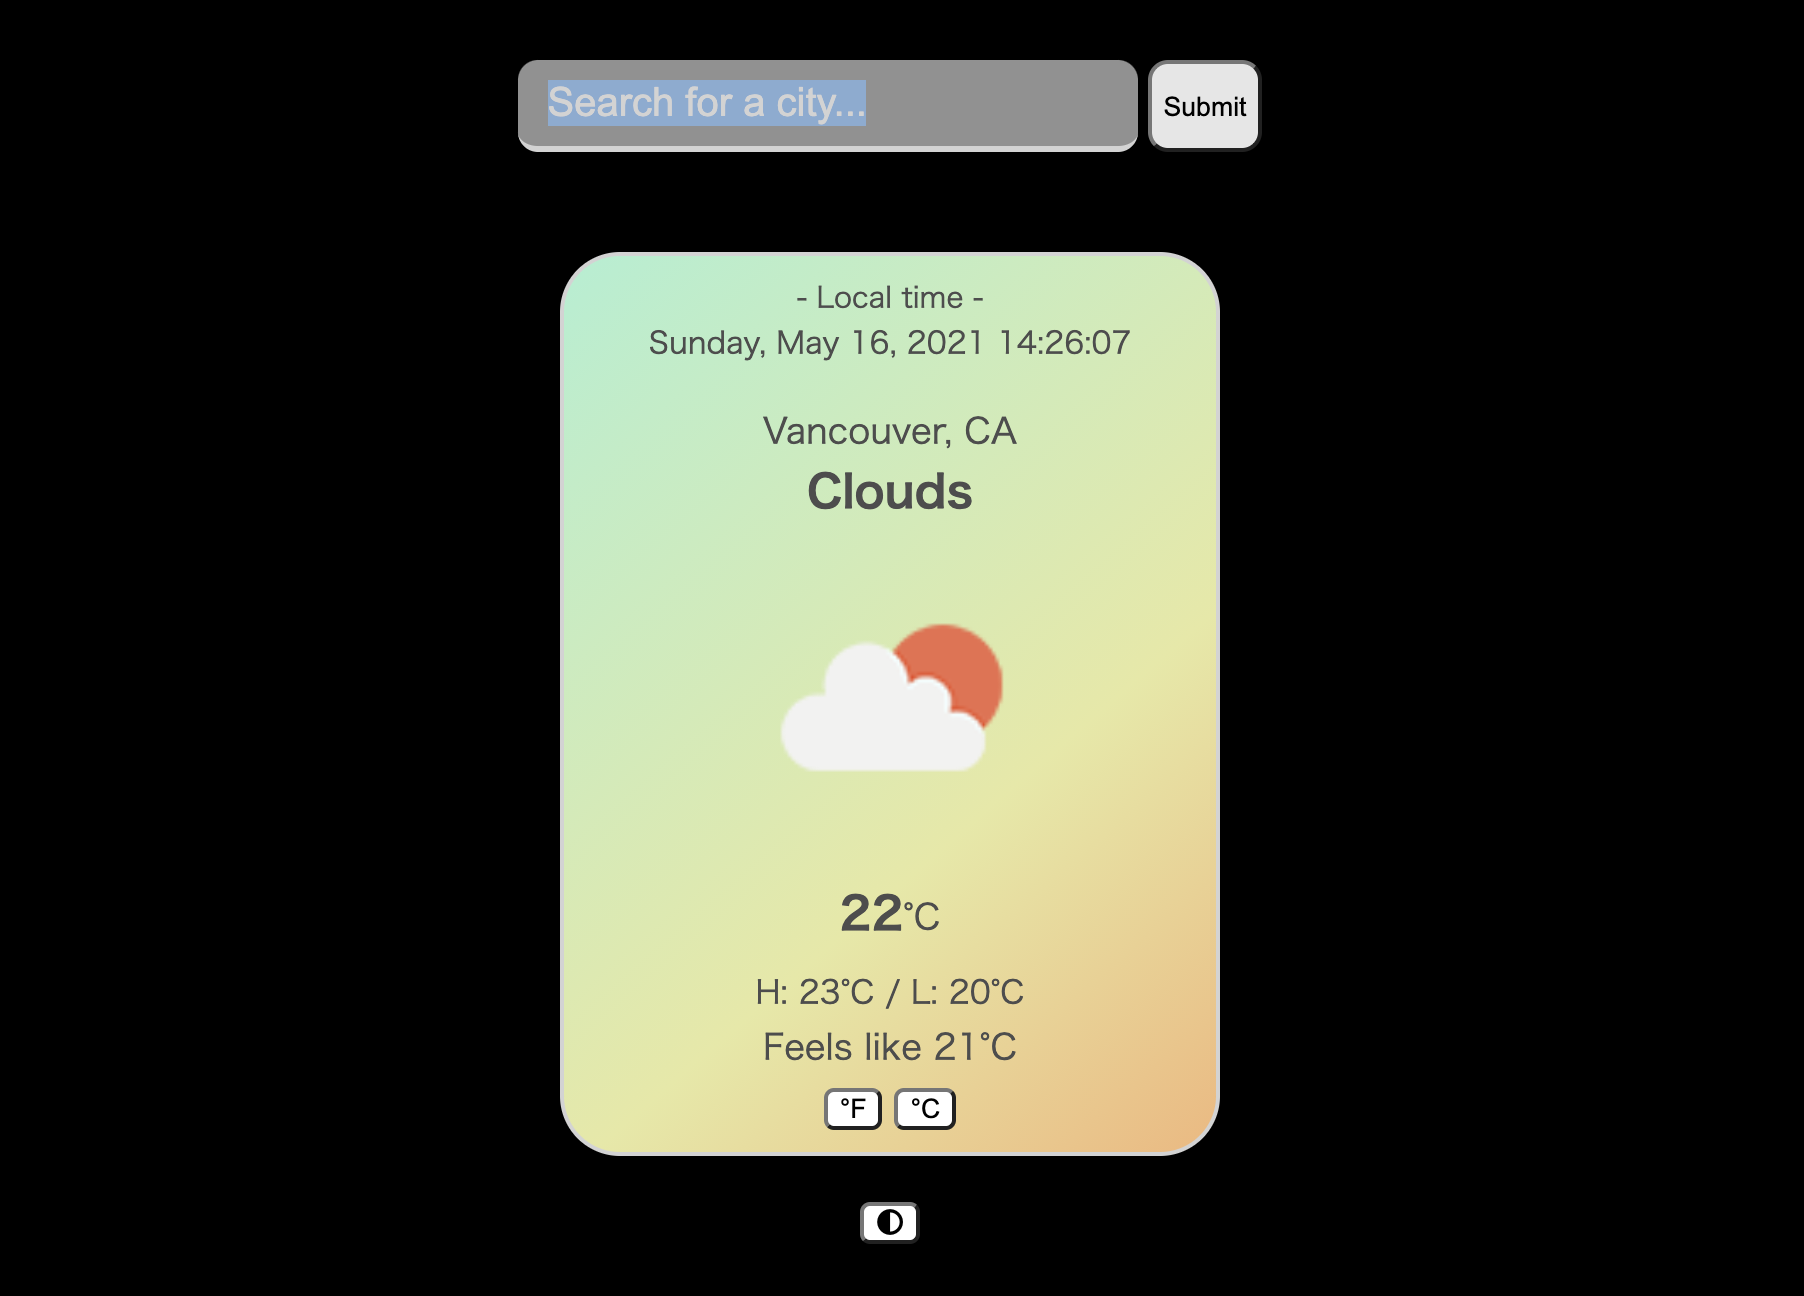 Search for a city...
Submit
- Local time -
Sunday, May 16, 2021 14:26:07
Vancouver, CA
Clouds
22°C
H: 23°C / L: 20°C
Feels like 21°C
°F °C